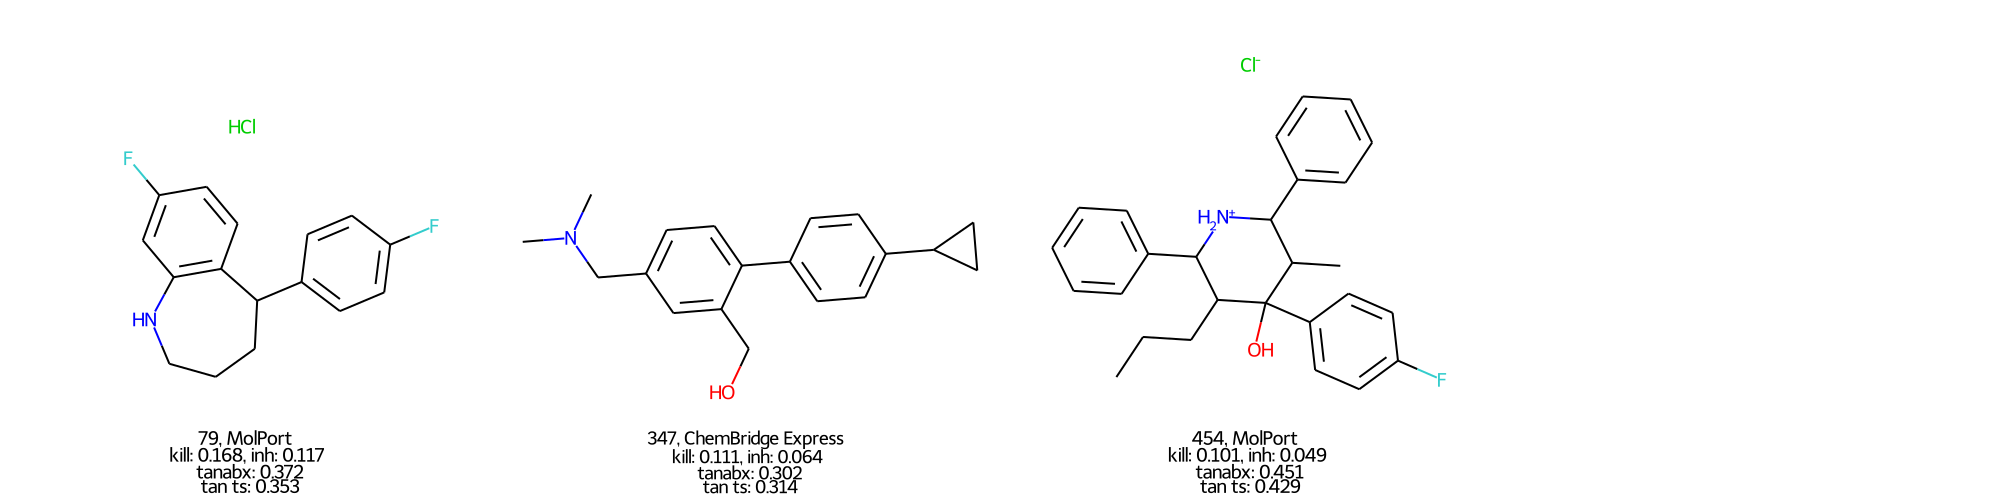 Cl-
HCl
F
F
HN
N
HO
H2N+
OH
F
79, MolPort
kill: 0.168, inh: 0.117
tanabx: 0.372
tan ts: 0.353
347, ChemBridge Express
kill: 0.111, inh: 0.064
tanabx: 0.302
tan ts: 0.314
454, MolPort
kill: 0.101, inh: 0.049
tanabx: 0.451
tan ts: 0.429